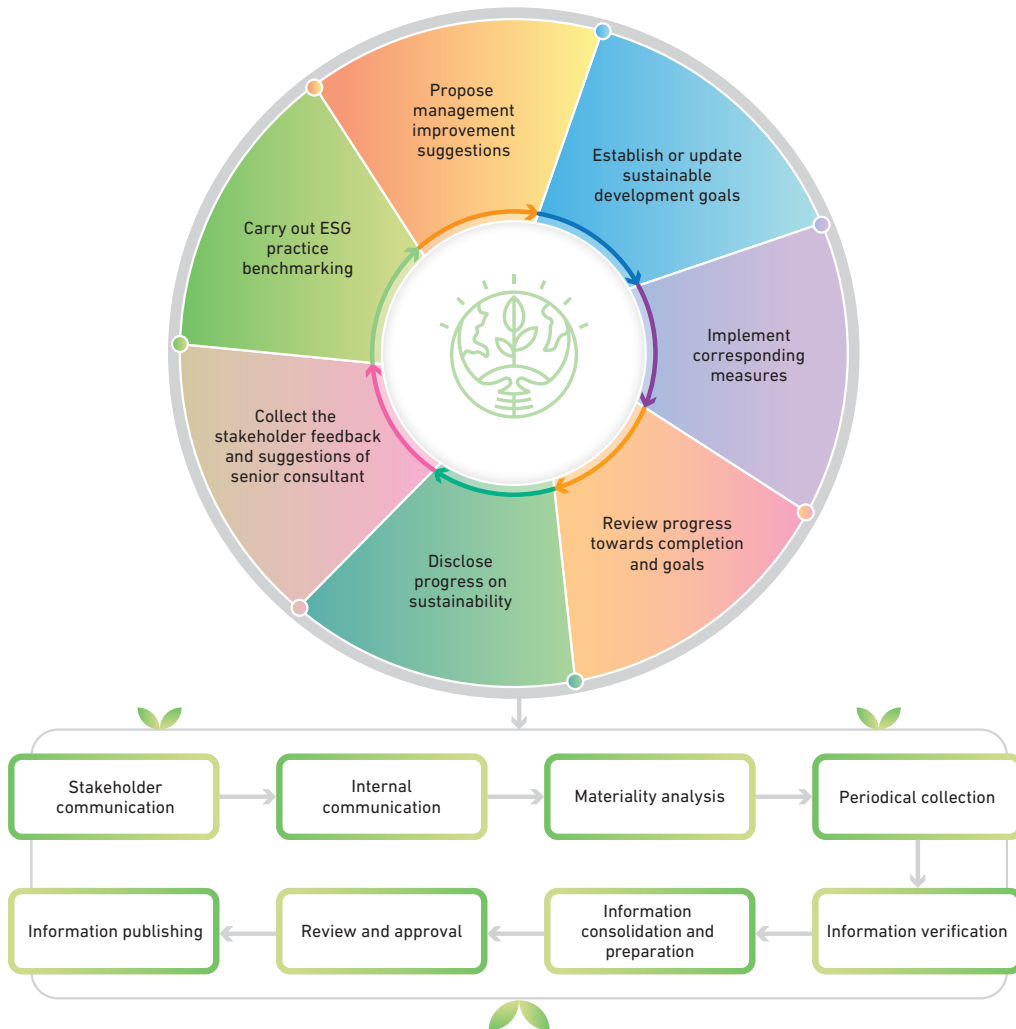 Propose
management
improvement
suggestions
Establish or update
sustainable
development goals
Implement
corresponding
measures
Review progress
towards completion
and goals
Disclose
progress on
sustainability
Collect the
stakeholder feedback
and suggestions of
senior consultant
Carry out ESG
practice
benchmarking
Stakeholder
communication
Internal
communication
Materiality analysis
Periodical collection
Information verification
Information
consolidation and
preparation
Review and approval
Information publishing